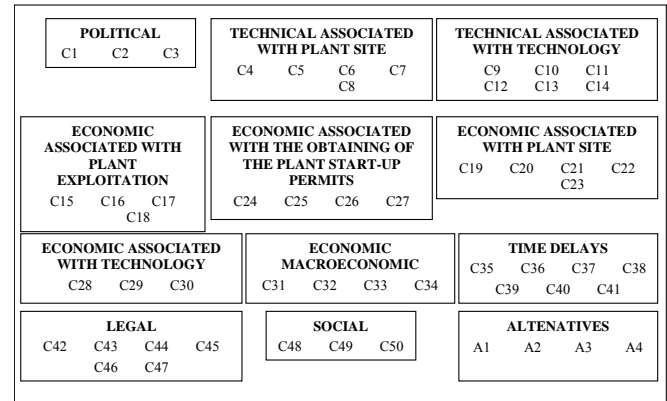 POLITICAL
C1 C2 C3
TECHNICAL ASSOCIATED
WITH PLANT SITE
C4 C5 C6 C7
C8
TECHNICAL ASSOCIATED
WITH TECHNOLOGY
C9 C10 C11
C12 C13 C14
ECONOMIC
ASSOCIATED WITH
PLANT
EXPLOITATION
C15 C16 C17
C18
ECONOMIC ASSOCIATED
WITH THE OBTAINING OF
THE PLANT START-UP
PERMITS
C24 C25 C26 C27
ECONOMIC ASSOCIATED
WITH PLANT SITE
C19 C20 C21 C22
C23
ECONOMIC ASSOCIATED
WITH TECHNOLOGY
C28 C29 C30
ECONOMIC
MACROECONOMIC
C31 C32 C33 C34
TIME DELAYS
C35 C36 C37 C38
C39 C40 C41
LEGAL
C42 C43 C44 C45
C46 C47
SOCIAL
C48 C49 C50
ALTENATIVES
A1 A2 A3 A4